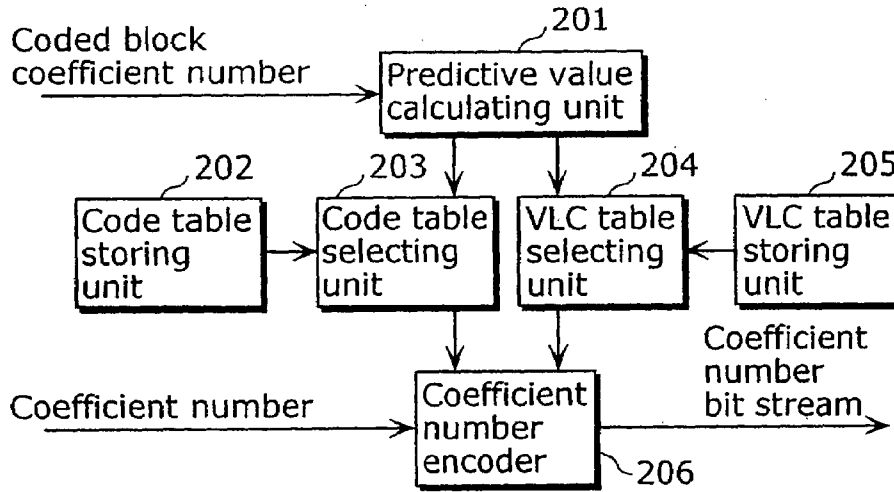 201
Coded block
coefficient number
Predictive value
calculating unit
202
203
204
205
Code table
storing
unit
Code table
selecting
unit
VLC table
selecting
unit
VLC table
storing
unit
Coefficient number
Coefficient
number
encoder
206
Coefficient
number
bit stream